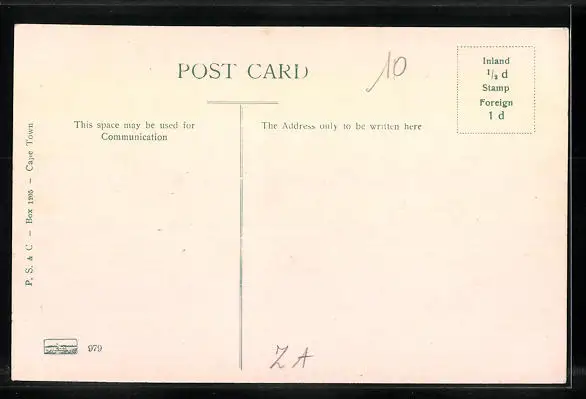 POST CARD
10
Inland
1/2 d
Stamp
Foreign
1 d
This space may be used for
Communication
The Address only to be written here
P. S. & C — Box 1205 — Cape Town
979
ZA